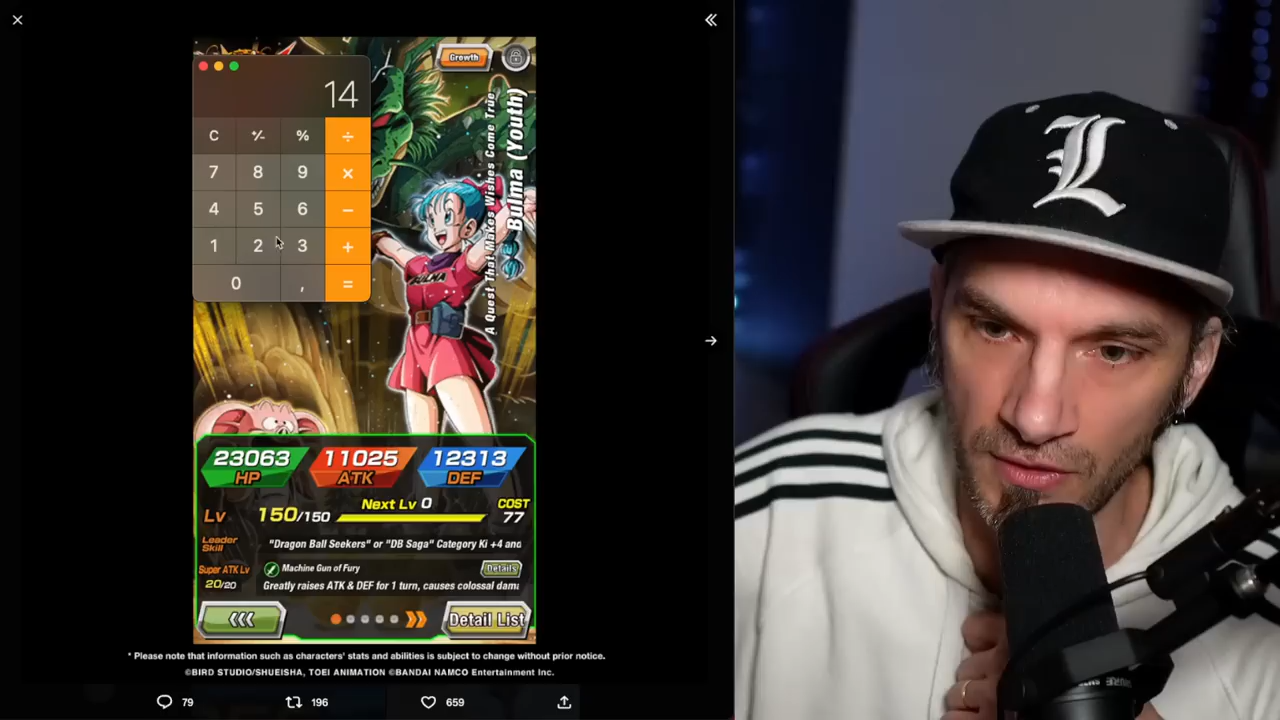 14
C +/- % ÷
7 8 9 ×
4 5 6 −
1 2 3 +
0 , =
Growth
A Quest That Makes Wishes Come True
Bulma (Youth)
BULMA
23063 11025 12313
HP ATK DEF
Next Lv 0 COST
Lv 150/150 77
Leader Skill
"Dragon Ball Seekers" or "DB Saga" Category Ki +4 and
Super ATK Lv Machine Gun of Fury Details
20/20 Greatly raises ATK & DEF for 1 turn, causes colossal dama
Detail List
* Please note that information such as characters' stats and abilities is subject to change without prior notice.
©BIRD STUDIO/SHUEISHA, TOEI ANIMATION ©BANDAI NAMCO Entertainment Inc.
79 196 659
L